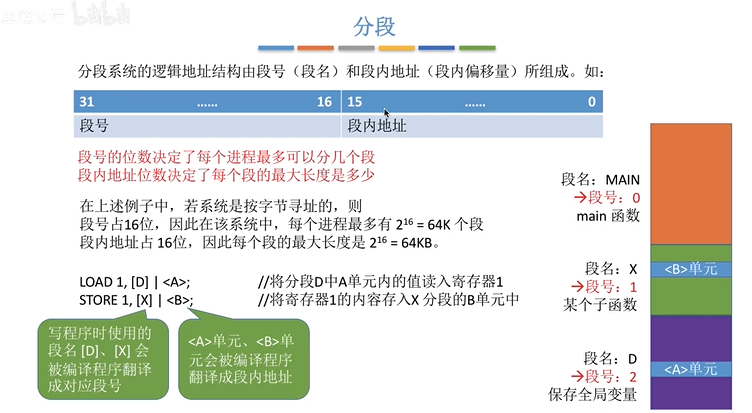 分段
分段系统的逻辑地址结构由段号（段名）和段内地址（段内偏移量）所组成。如：
31 …… 16 15 …… 0
段号 段内地址
段号的位数决定了每个进程最多可以分几个段
段内地址位数决定了每个段的最大长度是多少
在上述例子中，若系统是按字节寻址的，则
段号占16位，因此在该系统中，每个进程最多有 2¹⁶ = 64K 个段
段内地址占 16位，因此每个段的最大长度是 2¹⁶ = 64KB。
LOAD 1, [D] | <A>; //将分段D中A单元内的值读入寄存器1
STORE 1, [X] | <B>; //将寄存器1的内容存入X 分段的B单元中
写程序时使用的
段名 [D]、[X] 会
被编译程序翻译
成对应段号
<A>单元、<B>单
元会被编译程序
翻译成段内地址
段名：MAIN
→段号：0
main 函数
段名：X
→段号：1
某个子函数
段名：D
→段号：2
保存全局变量
<B>单元
<A>单元